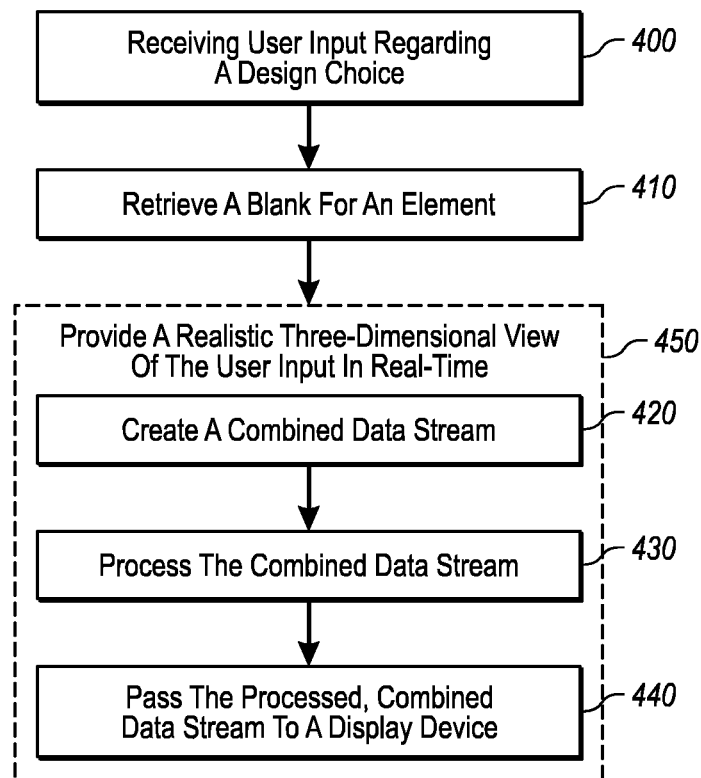 Receiving User Input Regarding
A Design Choice
400
Retrieve A Blank For An Element
410
Provide A Realistic Three-Dimensional View
Of The User Input In Real-Time
450
Create A Combined Data Stream
420
Process The Combined Data Stream
430
Pass The Processed, Combined
Data Stream To A Display Device
440